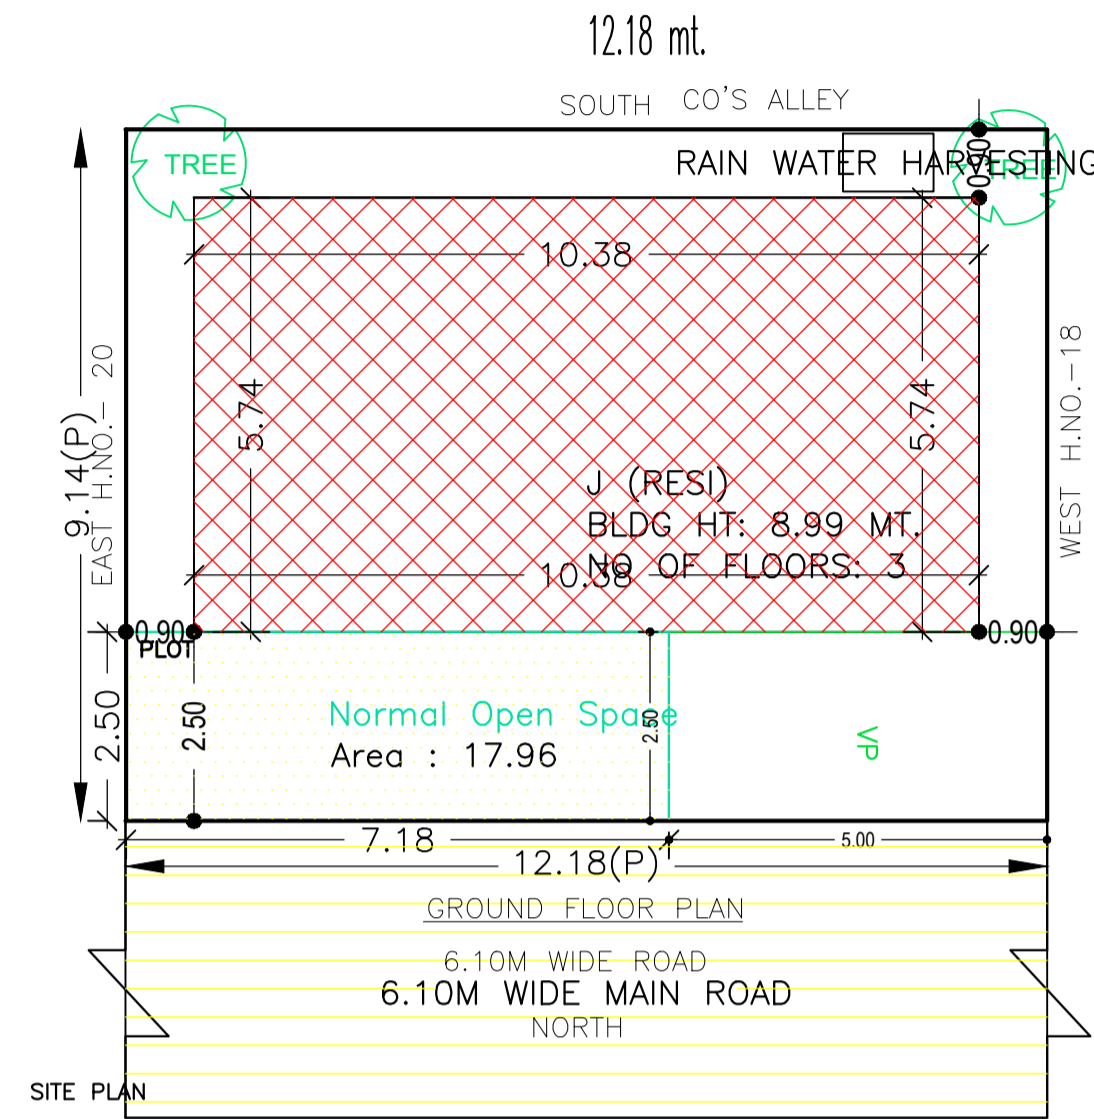 12.18 mt.
SOUTH CO'S ALLEY
TREE
RAIN WATER HARVESTING
0.90
TREE
10.38
5.74
5.74
9.14(P)
EAST H.NO.- 20
WEST H.NO.-18
J (RESI)
BLDG HT: 8.99 MT.
NO OF FLOORS: 3
10.38
0.90
PLOT
0.90
2.50
2.50
2.50
Normal Open Space
Area : 17.96
VP
7.18
5.00
12.18(P)
GROUND FLOOR PLAN
6.10M WIDE ROAD
6.10M WIDE MAIN ROAD
NORTH
SITE PLAN